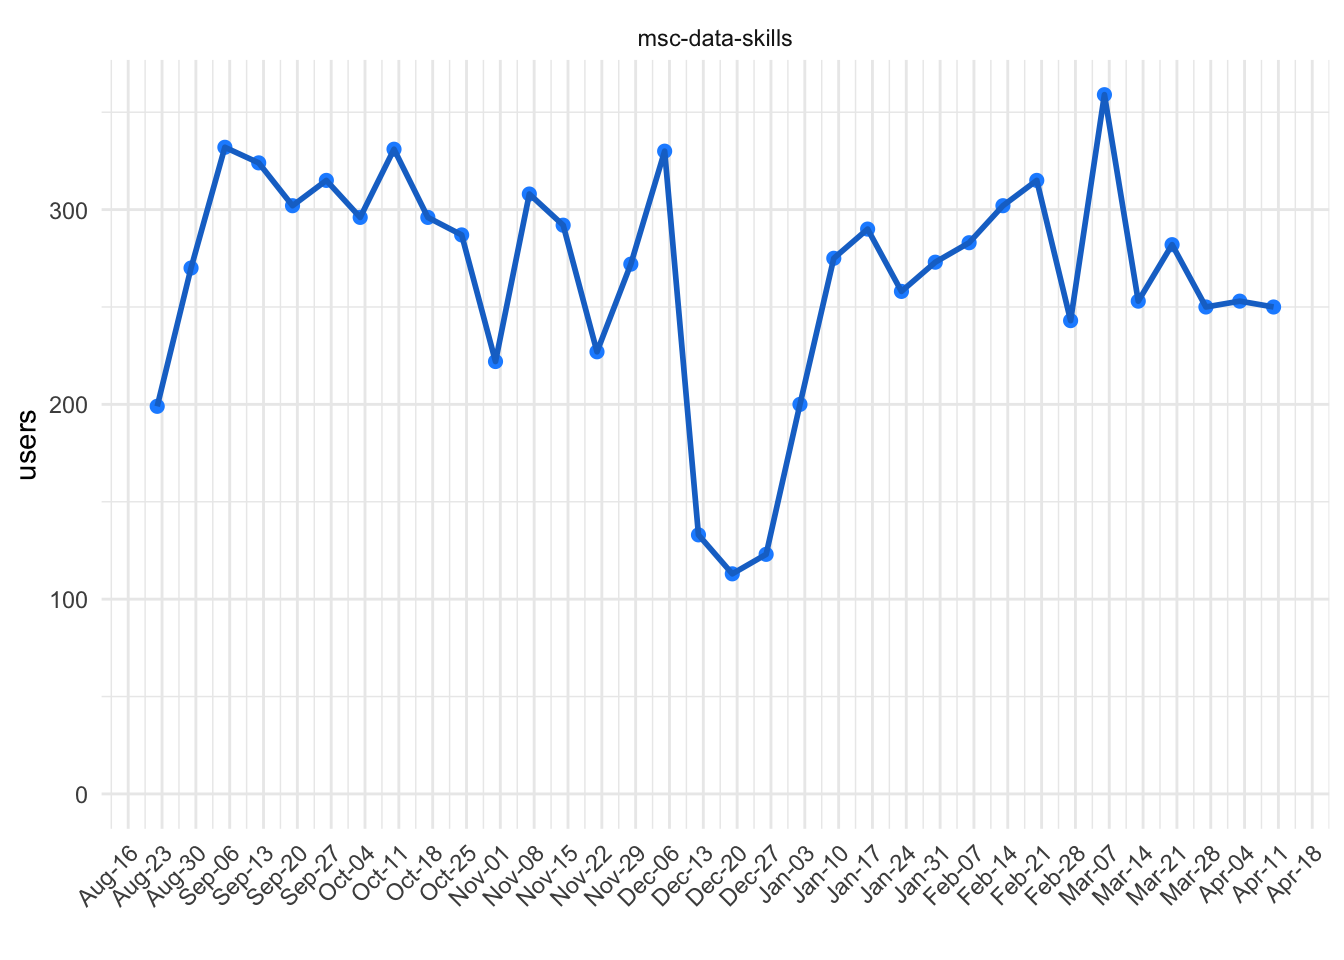 msc-data-skills
users
300
200
100
0
Aug-16
Aug-23
Aug-30
Sep-06
Sep-13
Sep-20
Sep-27
Oct-04
Oct-11
Oct-18
Oct-25
Nov-01
Nov-08
Nov-15
Nov-22
Nov-29
Dec-06
Dec-13
Dec-20
Dec-27
Jan-03
Jan-10
Jan-17
Jan-24
Jan-31
Feb-07
Feb-14
Feb-21
Feb-28
Mar-07
Mar-14
Mar-21
Mar-28
Apr-04
Apr-11
Apr-18